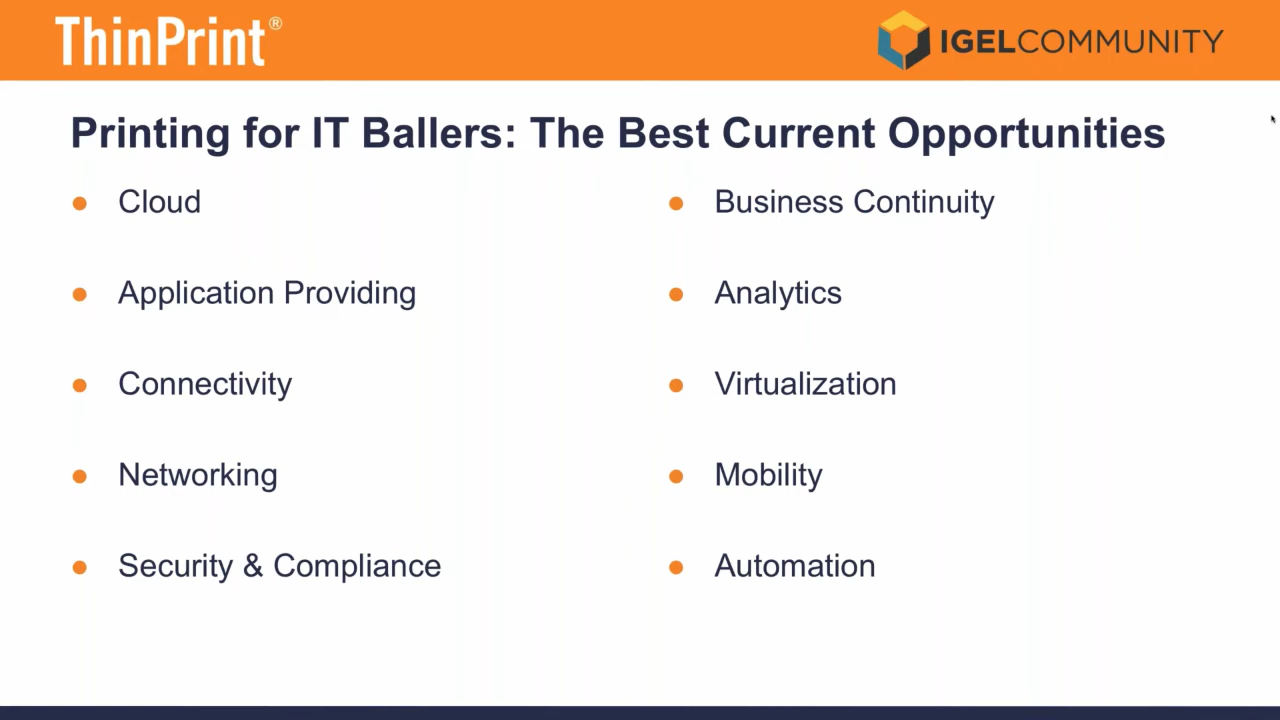 ThinPrint®
IGELCOMMUNITY
Printing for IT Ballers: The Best Current Opportunities
● Cloud
● Application Providing
● Connectivity
● Networking
● Security & Compliance
● Business Continuity
● Analytics
● Virtualization
● Mobility
● Automation